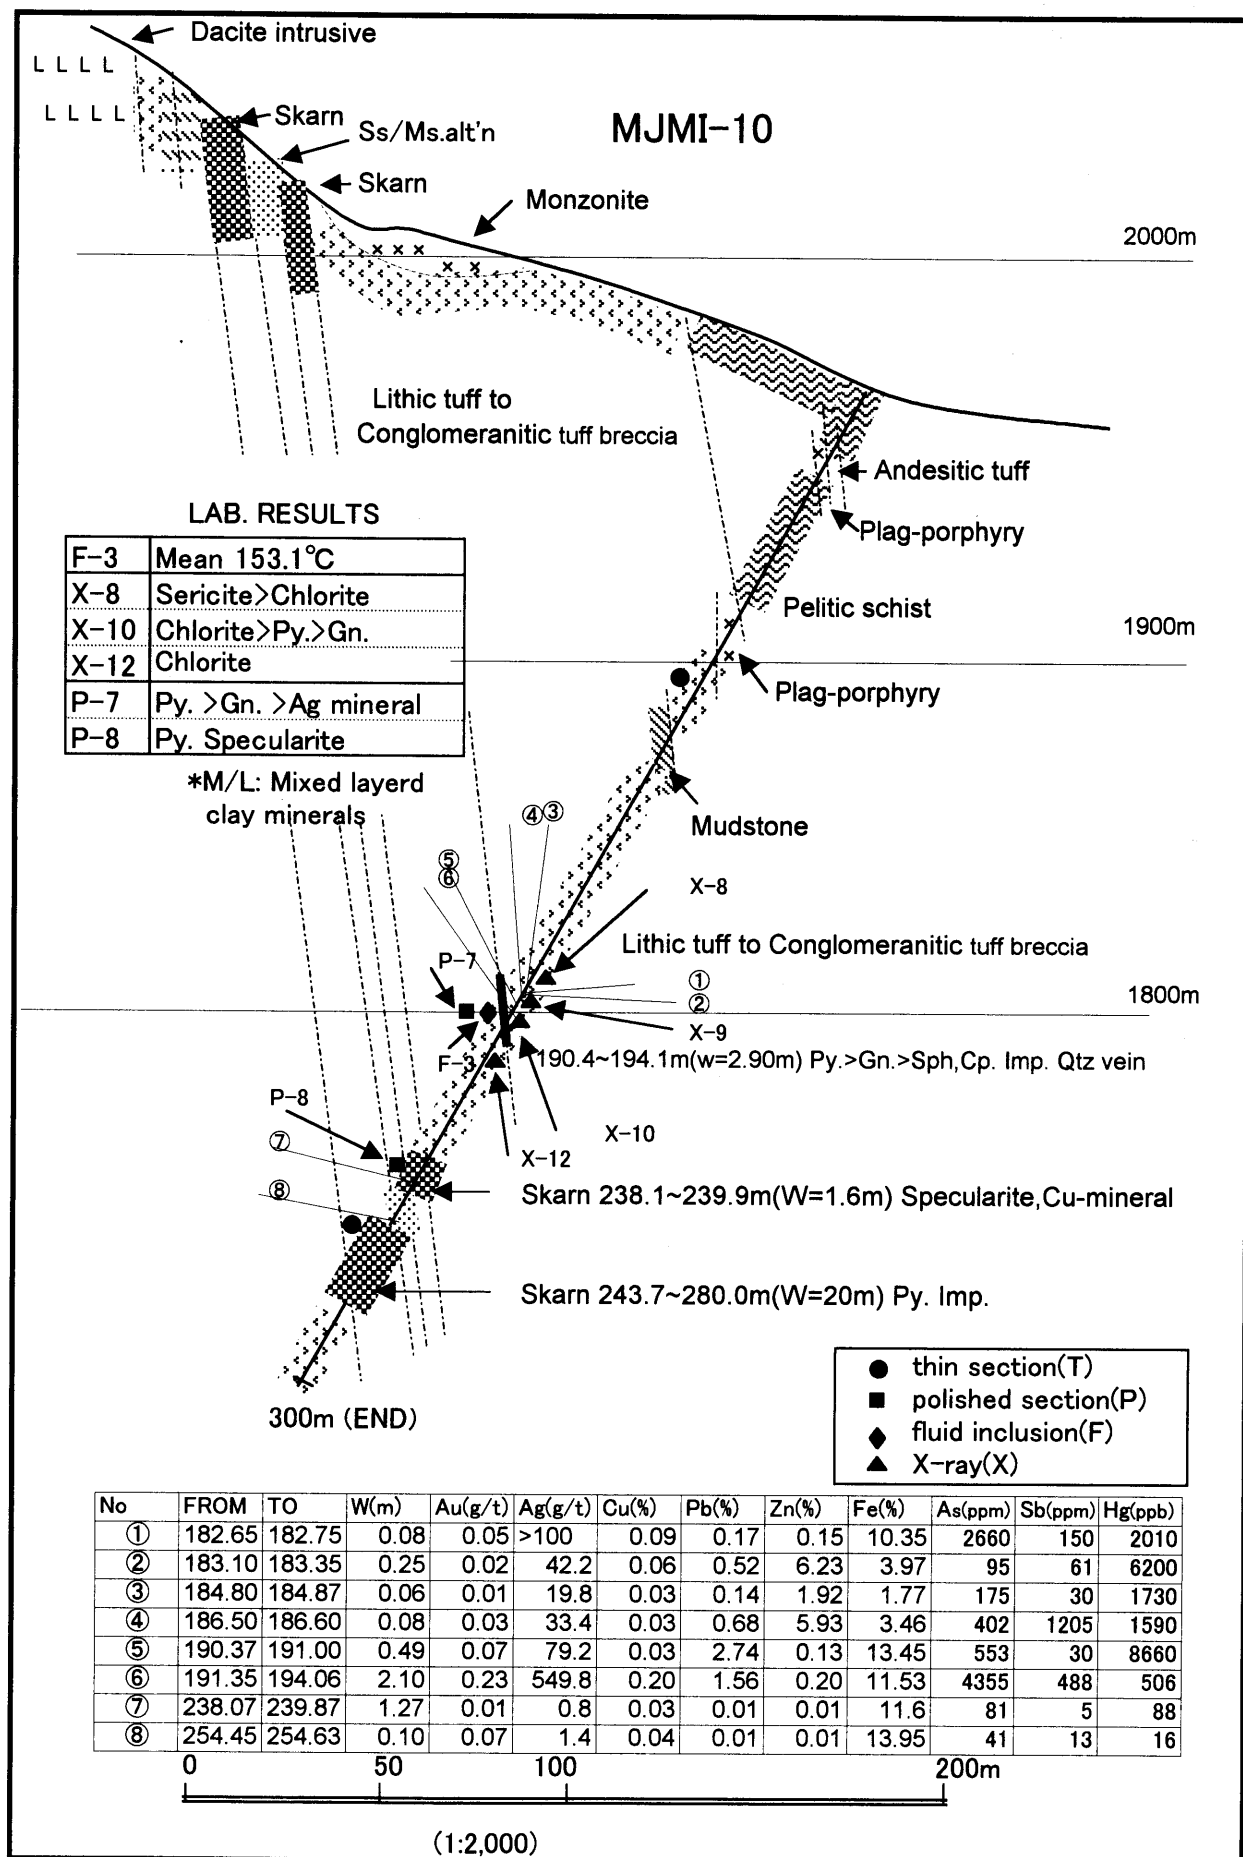 Dacite intrusive
L L L L
L L L L
Skarn
Ss/Ms.alt'n
MJMI-10
Skarn
Monzonite
2000m
Lithic tuff to
Conglomeranitic tuff breccia
Andesitic tuff
LAB. RESULTS
Plag-porphyry
F-3 Mean 153.1°C
X-8 Sericite>Chlorite
X-10 Chlorite>Py.>Gn.
X-12 Chlorite
P-7 Py. >Gn. >Ag mineral
P-8 Py. Specularite
Pelitic schist
1900m
Plag-porphyry
*M/L: Mixed layerd
clay minerals
④ ③
Mudstone
⑤
⑥
X-8
Lithic tuff to Conglomeranitic tuff breccia
P-7
①
②
1800m
X-9
F-3
190.4~194.1m(w=2.90m) Py.>Gn.>Sph,Cp. Imp. Qtz vein
P-8
X-10
⑦
X-12
⑧
Skarn 238.1~239.9m(W=1.6m) Specularite,Cu-mineral
Skarn 243.7~280.0m(W=20m) Py. Imp.
300m (END)
thin section(T)
polished section(P)
fluid inclusion(F)
X-ray(X)
No FROM TO W(m) Au(g/t) Ag(g/t) Cu(%) Pb(%) Zn(%) Fe(%) As(ppm) Sb(ppm) Hg(ppb)
① 182.65 182.75 0.08 0.05 >100 0.09 0.17 0.15 10.35 2660 150 2010
② 183.10 183.35 0.25 0.02 42.2 0.06 0.52 6.23 3.97 95 61 6200
③ 184.80 184.87 0.06 0.01 19.8 0.03 0.14 1.92 1.77 175 30 1730
④ 186.50 186.60 0.08 0.03 33.4 0.03 0.68 5.93 3.46 402 1205 1590
⑤ 190.37 191.00 0.49 0.07 79.2 0.03 2.74 0.13 13.45 553 30 8660
⑥ 191.35 194.06 2.10 0.23 549.8 0.20 1.56 0.20 11.53 4355 488 506
⑦ 238.07 239.87 1.27 0.01 0.8 0.03 0.01 0.01 11.6 81 5 88
⑧ 254.45 254.63 0.10 0.07 1.4 0.04 0.01 0.01 13.95 41 13 16
0 50 100 200m
(1:2,000)